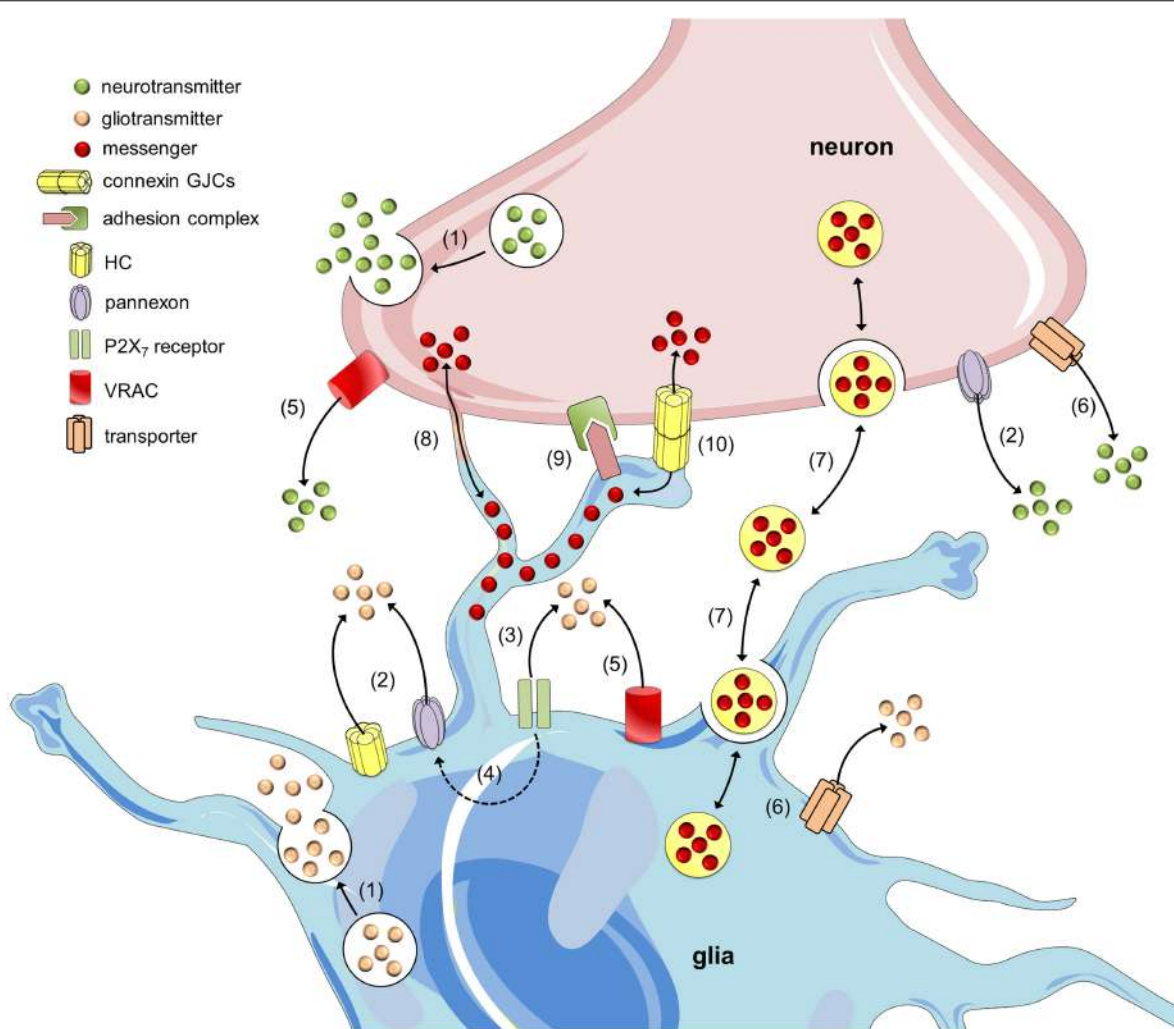 neurotransmitter
gliotransmitter
messenger
connexin GJCs
adhesion complex
HC
pannexon
P2X₇ receptor
VRAC
transporter
neuron
(1)
(5)
(8)
(9)
(10)
(7)
(2)
(6)
(7)
(3)
(5)
(2)
(4)
(6)
(1)
glia